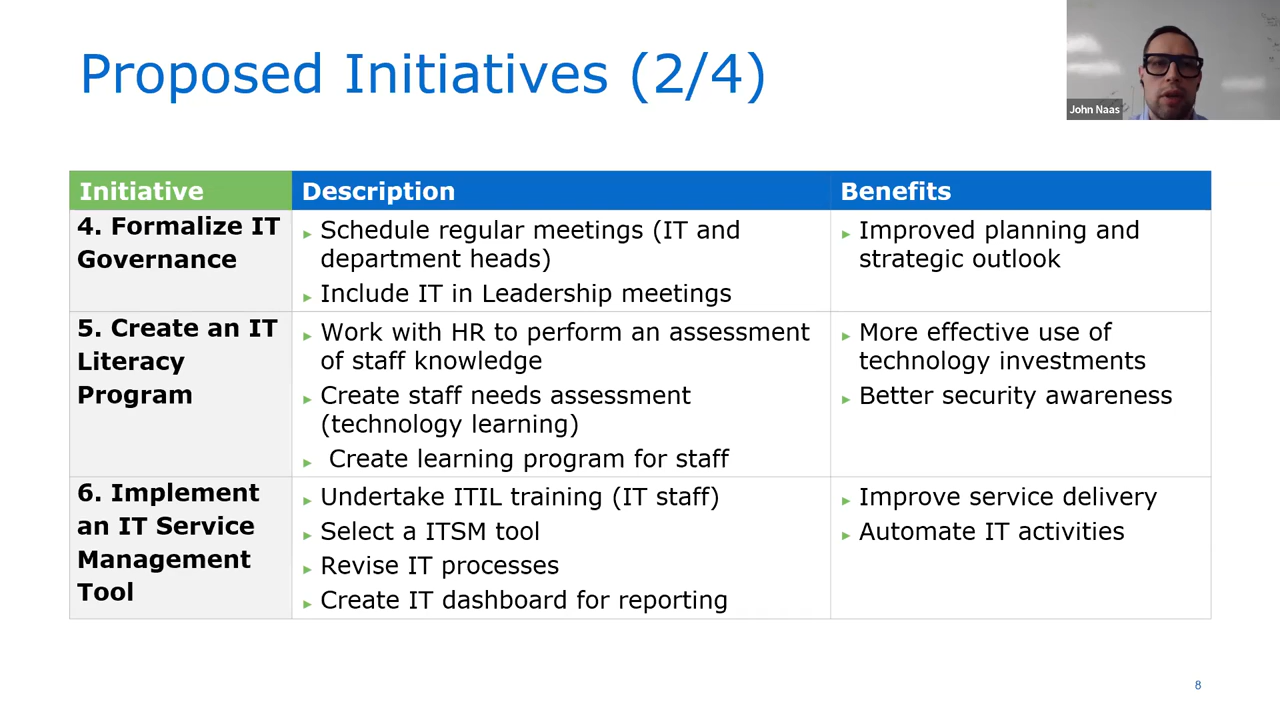 Proposed Initiatives (2/4)
John Naas
Initiative
Description
Benefits
4. Formalize IT
Governance
▸ Schedule regular meetings (IT and
department heads)
▸ Include IT in Leadership meetings
▸ Improved planning and
strategic outlook
5. Create an IT
Literacy
Program
▸ Work with HR to perform an assessment
of staff knowledge
▸ Create staff needs assessment
(technology learning)
▸ Create learning program for staff
▸ More effective use of
technology investments
▸ Better security awareness
6. Implement
an IT Service
Management
Tool
▸ Undertake ITIL training (IT staff)
▸ Select a ITSM tool
▸ Revise IT processes
▸ Create IT dashboard for reporting
▸ Improve service delivery
▸ Automate IT activities
8